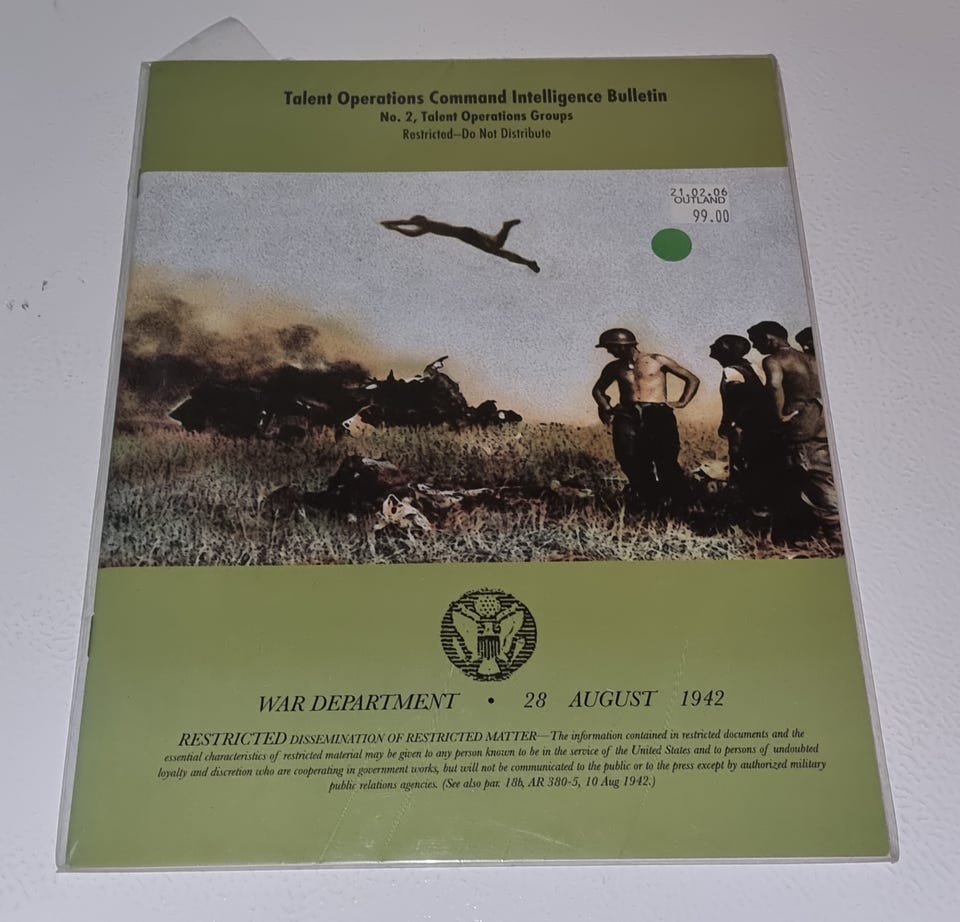 Talent Operations Command Intelligence Bulletin
No. 2, Talent Operations Groups
Restricted—Do Not Distribute
21.02.06
OUTLAND
99.00
WAR DEPARTMENT • 28 AUGUST 1942
RESTRICTED DISSEMINATION OF RESTRICTED MATTER—The information contained in restricted documents and the
essential characteristics of restricted material may be given to any person known to be in the service of the United States and to persons of undoubted
loyalty and discretion who are cooperating in government works, but will not be communicated to the public or to the press except by authorized military
public relations agencies. (See also par. 18b, AR 380-5, 10 Aug 1942.)